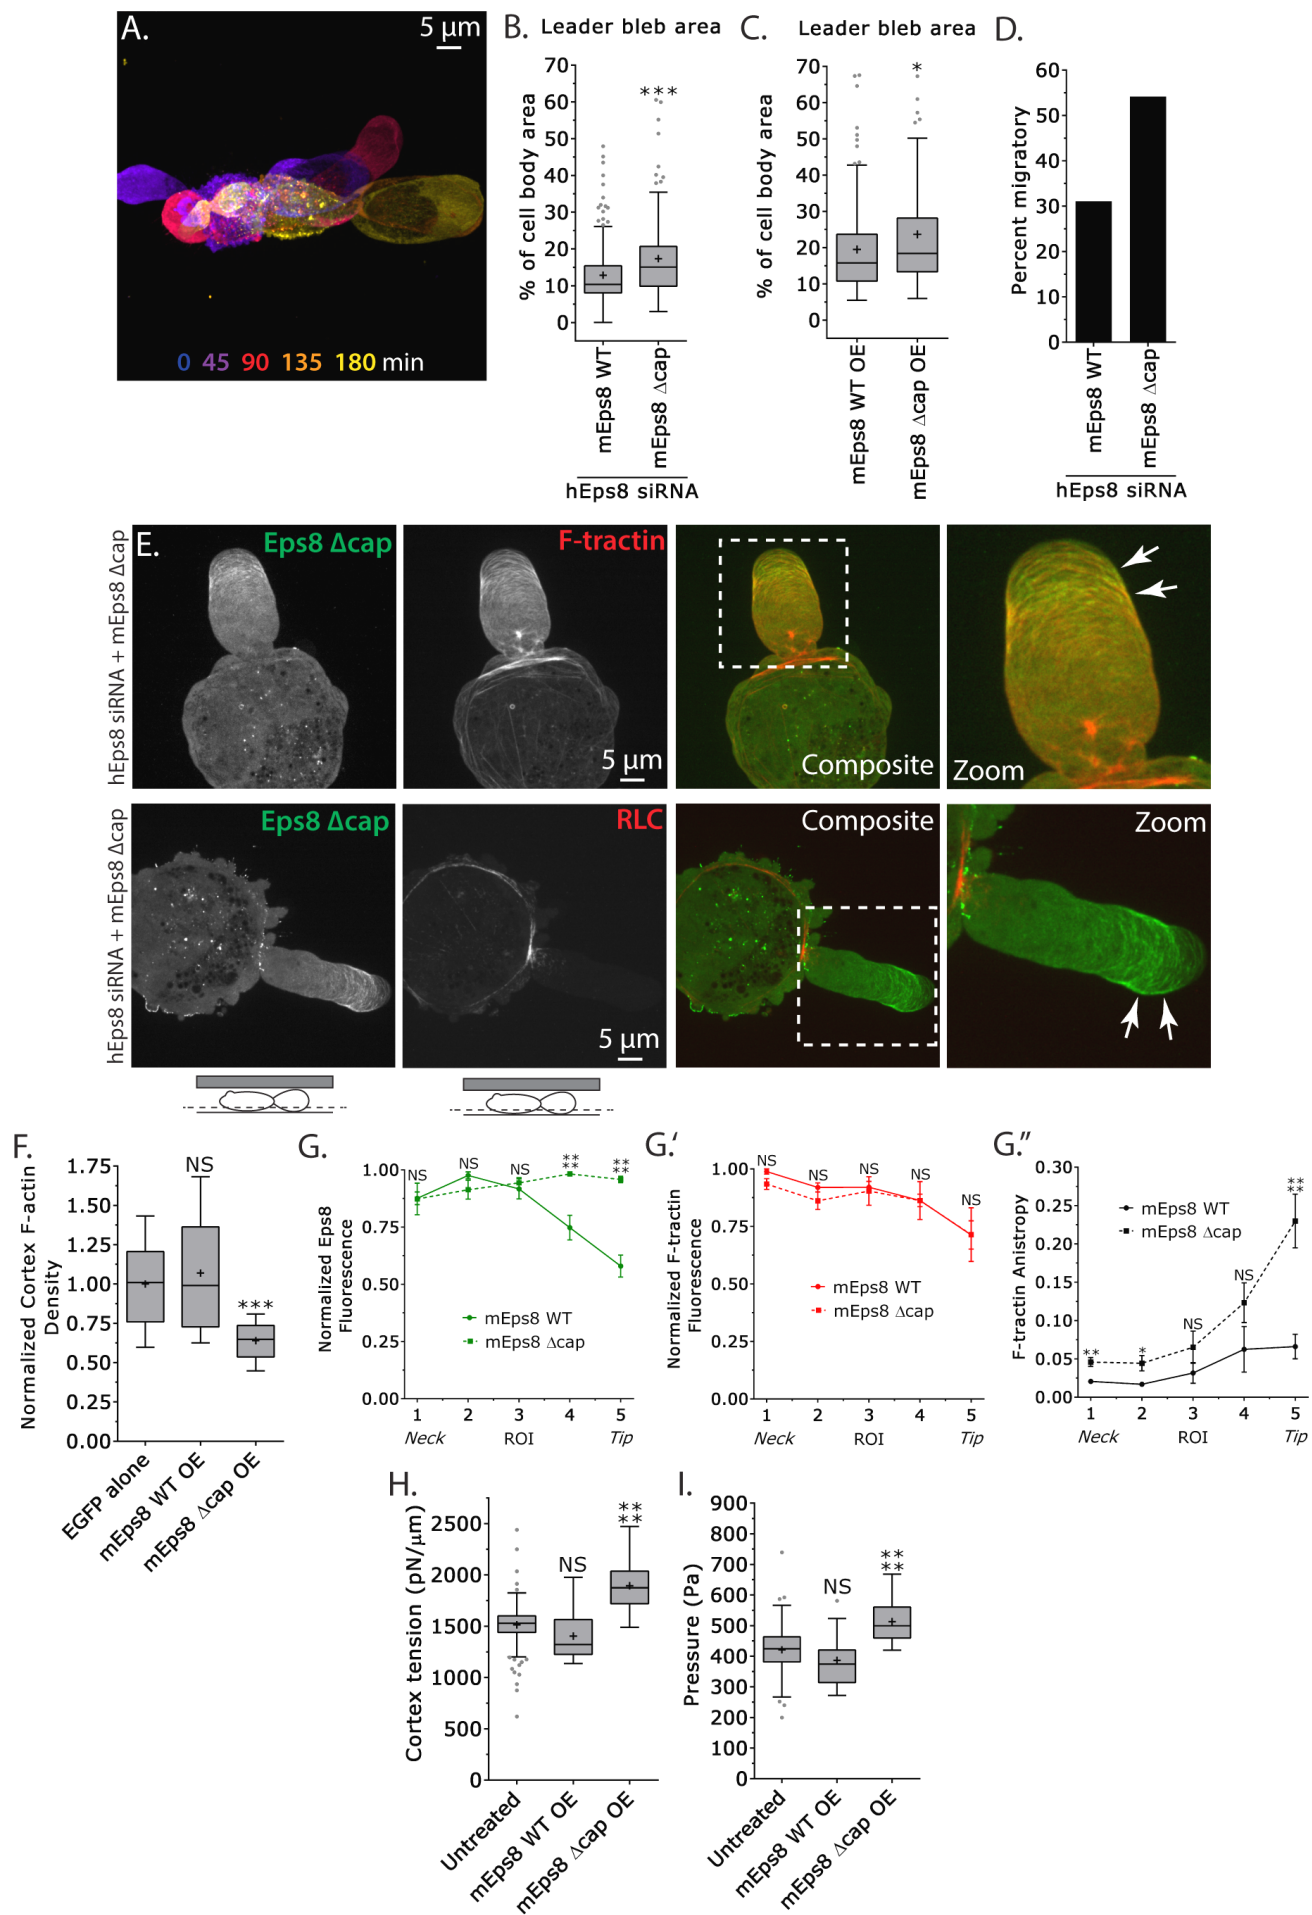 A.
5 µm
0 45 90 135 180 min
B. Leader bleb area
% of cell body area
70
60
50
40
30
20
10
0
***
mEps8 WT
mEps8 Δcap
hEps8 siRNA
C. Leader bleb area
% of cell body area
70
60
50
40
30
20
10
0
*
mEps8 WT OE
mEps8 Δcap OE
D.
Percent migratory
60
50
40
30
20
10
0
mEps8 WT
mEps8 Δcap
hEps8 siRNA
E.
hEps8 siRNA + mEps8 Δcap
Eps8 Δcap
F-tractin
5 µm
Composite
Zoom
hEps8 siRNA + mEps8 Δcap
Eps8 Δcap
RLC
5 µm
Composite
Zoom
F.
Normalized Cortex F-actin
Density
1.75
1.50
1.25
1.00
0.75
0.50
0.25
0.00
NS
***
EGFP alone
mEps8 WT OE
mEps8 Δcap OE
G.
Normalized Eps8
Fluorescence
1.00
0.75
0.50
0.25
0.00
NS NS NS ** **
** **
mEps8 WT
mEps8 Δcap
1 2 3 4 5
Neck ROI Tip
G.'
Normalized F-tractin
Fluorescence
1.00
0.75
0.50
0.25
0.00
NS NS NS NS NS
mEps8 WT
mEps8 Δcap
1 2 3 4 5
Neck ROI Tip
G."
F-tractin Anistropy
0.30
0.25
0.20
0.15
0.10
0.05
0.00
mEps8 WT
mEps8 Δcap
** * NS NS **
**
1 2 3 4 5
Neck ROI Tip
H.
Cortex tension (pN/µm)
2500
2000
1500
1000
500
0
NS
**
**
Untreated
mEps8 WT OE
mEps8 Δcap OE
I.
Pressure (Pa)
900
800
700
600
500
400
300
200
100
0
NS
**
**
Untreated
mEps8 WT OE
mEps8 Δcap OE